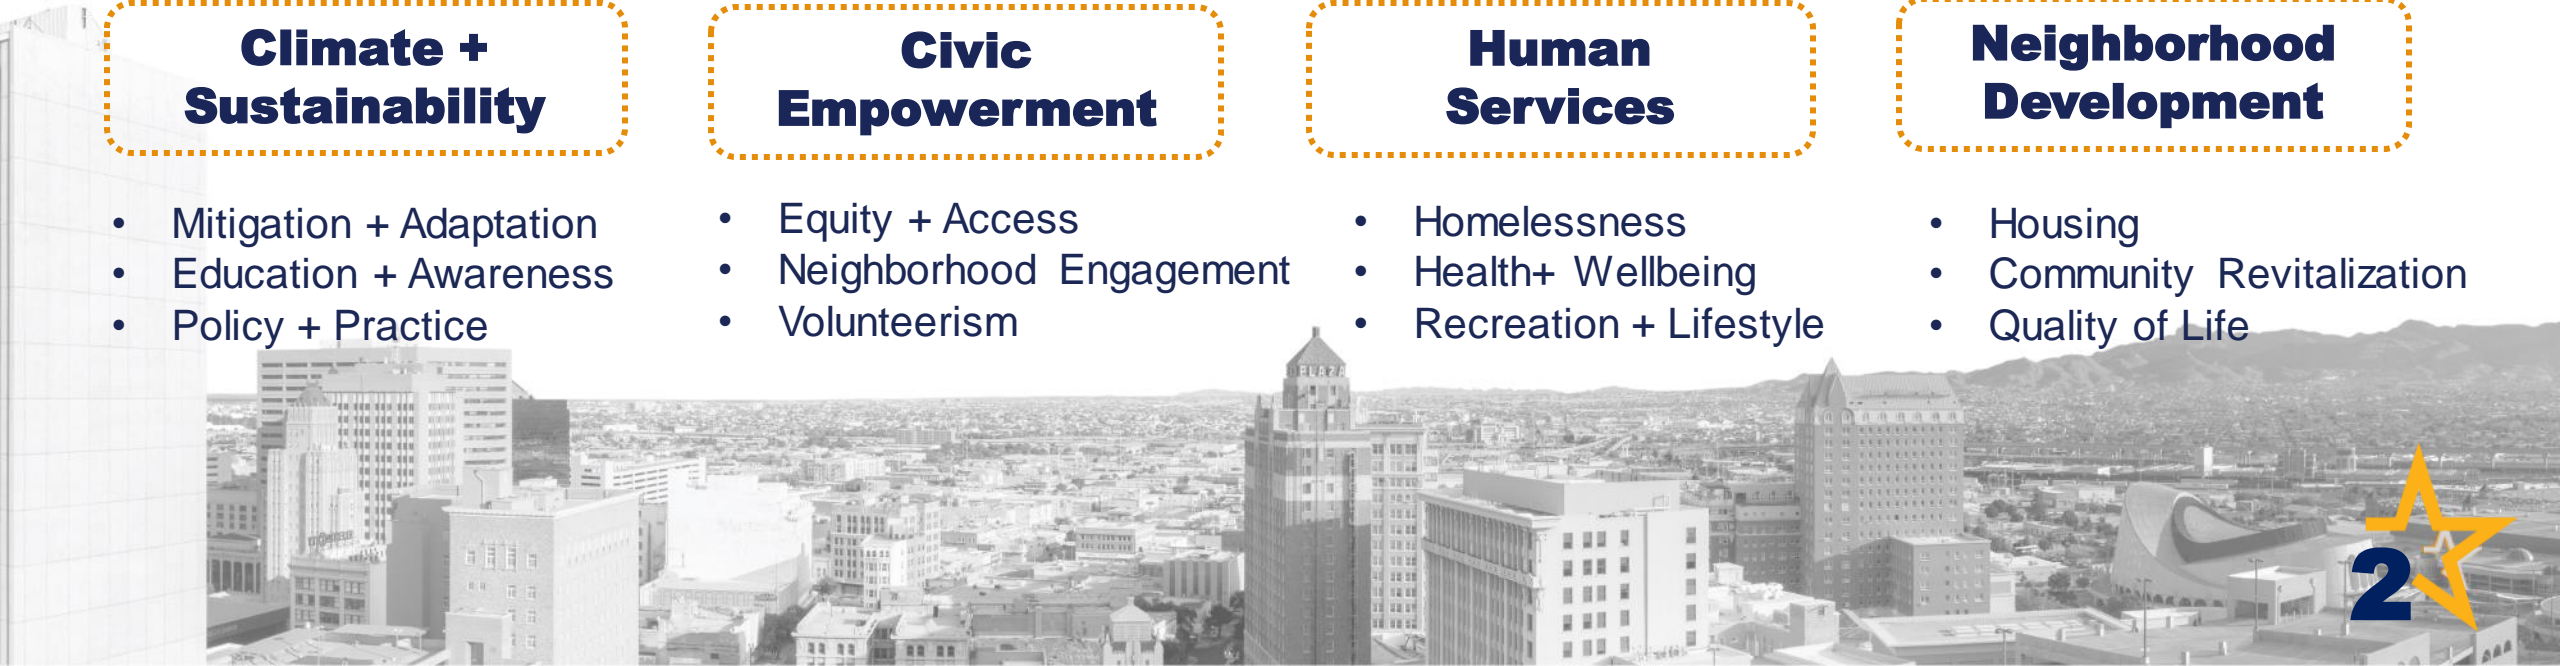 Climate +
Sustainability
• Mitigation + Adaptation
• Education + Awareness
• Policy + Practice
Civic
Empowerment
• Equity + Access
• Neighborhood Engagement
• Volunteerism
Human
Services
• Homelessness
• Health+ Wellbeing
• Recreation + Lifestyle
Neighborhood
Development
• Housing
• Community Revitalization
• Quality of Life
PLAZA
2